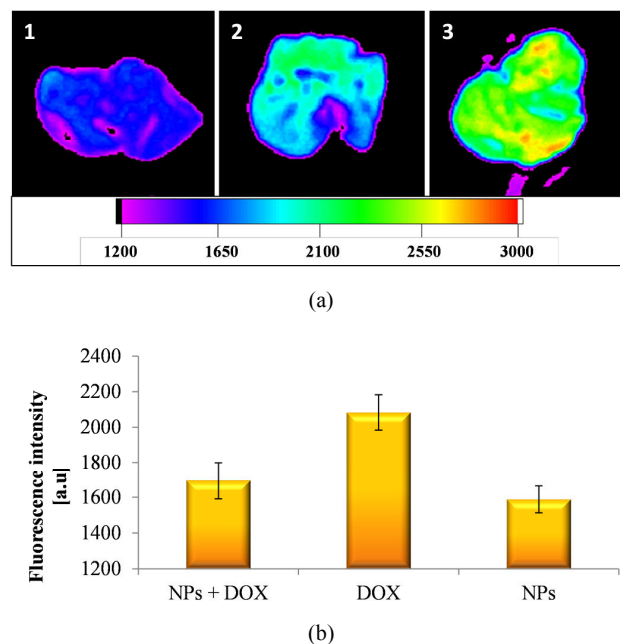 1 2 3
1200 1650 2100 2550 3000
(a)
Fluorescence intensity
[a.u]
2400
2200
2000
1800
1600
1400
1200
NPs + DOX DOX NPs
(b)